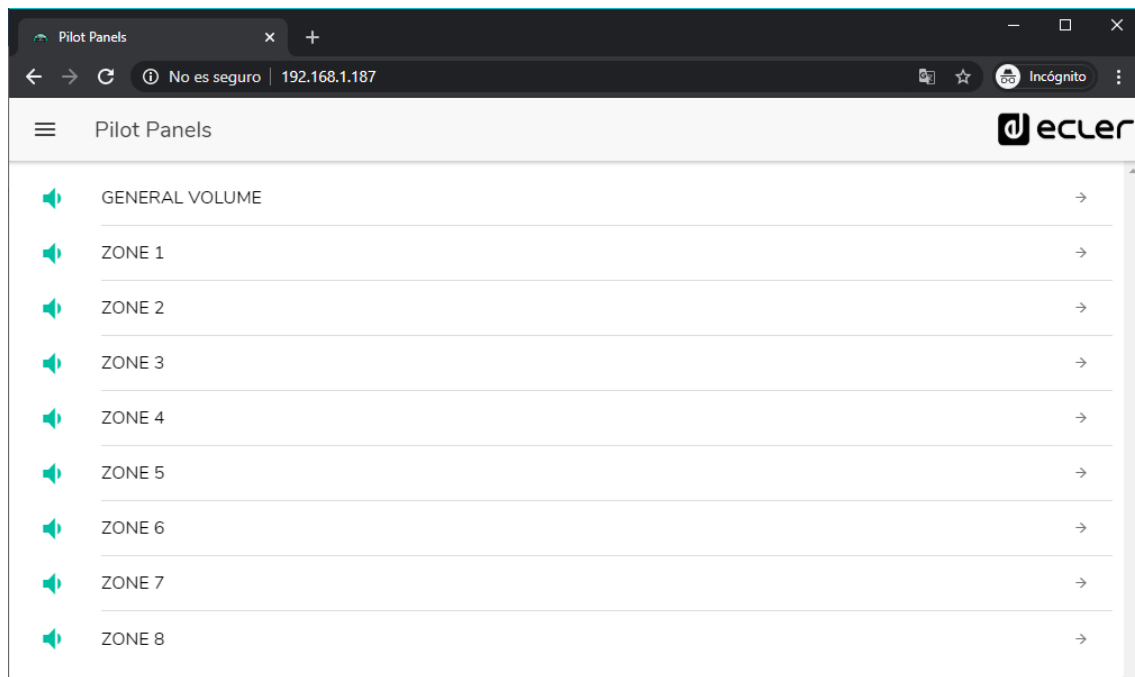 Pilot Panels
No es seguro | 192.168.1.187
Incógnito
Pilot Panels
ecler
GENERAL VOLUME
ZONE 1
ZONE 2
ZONE 3
ZONE 4
ZONE 5
ZONE 6
ZONE 7
ZONE 8